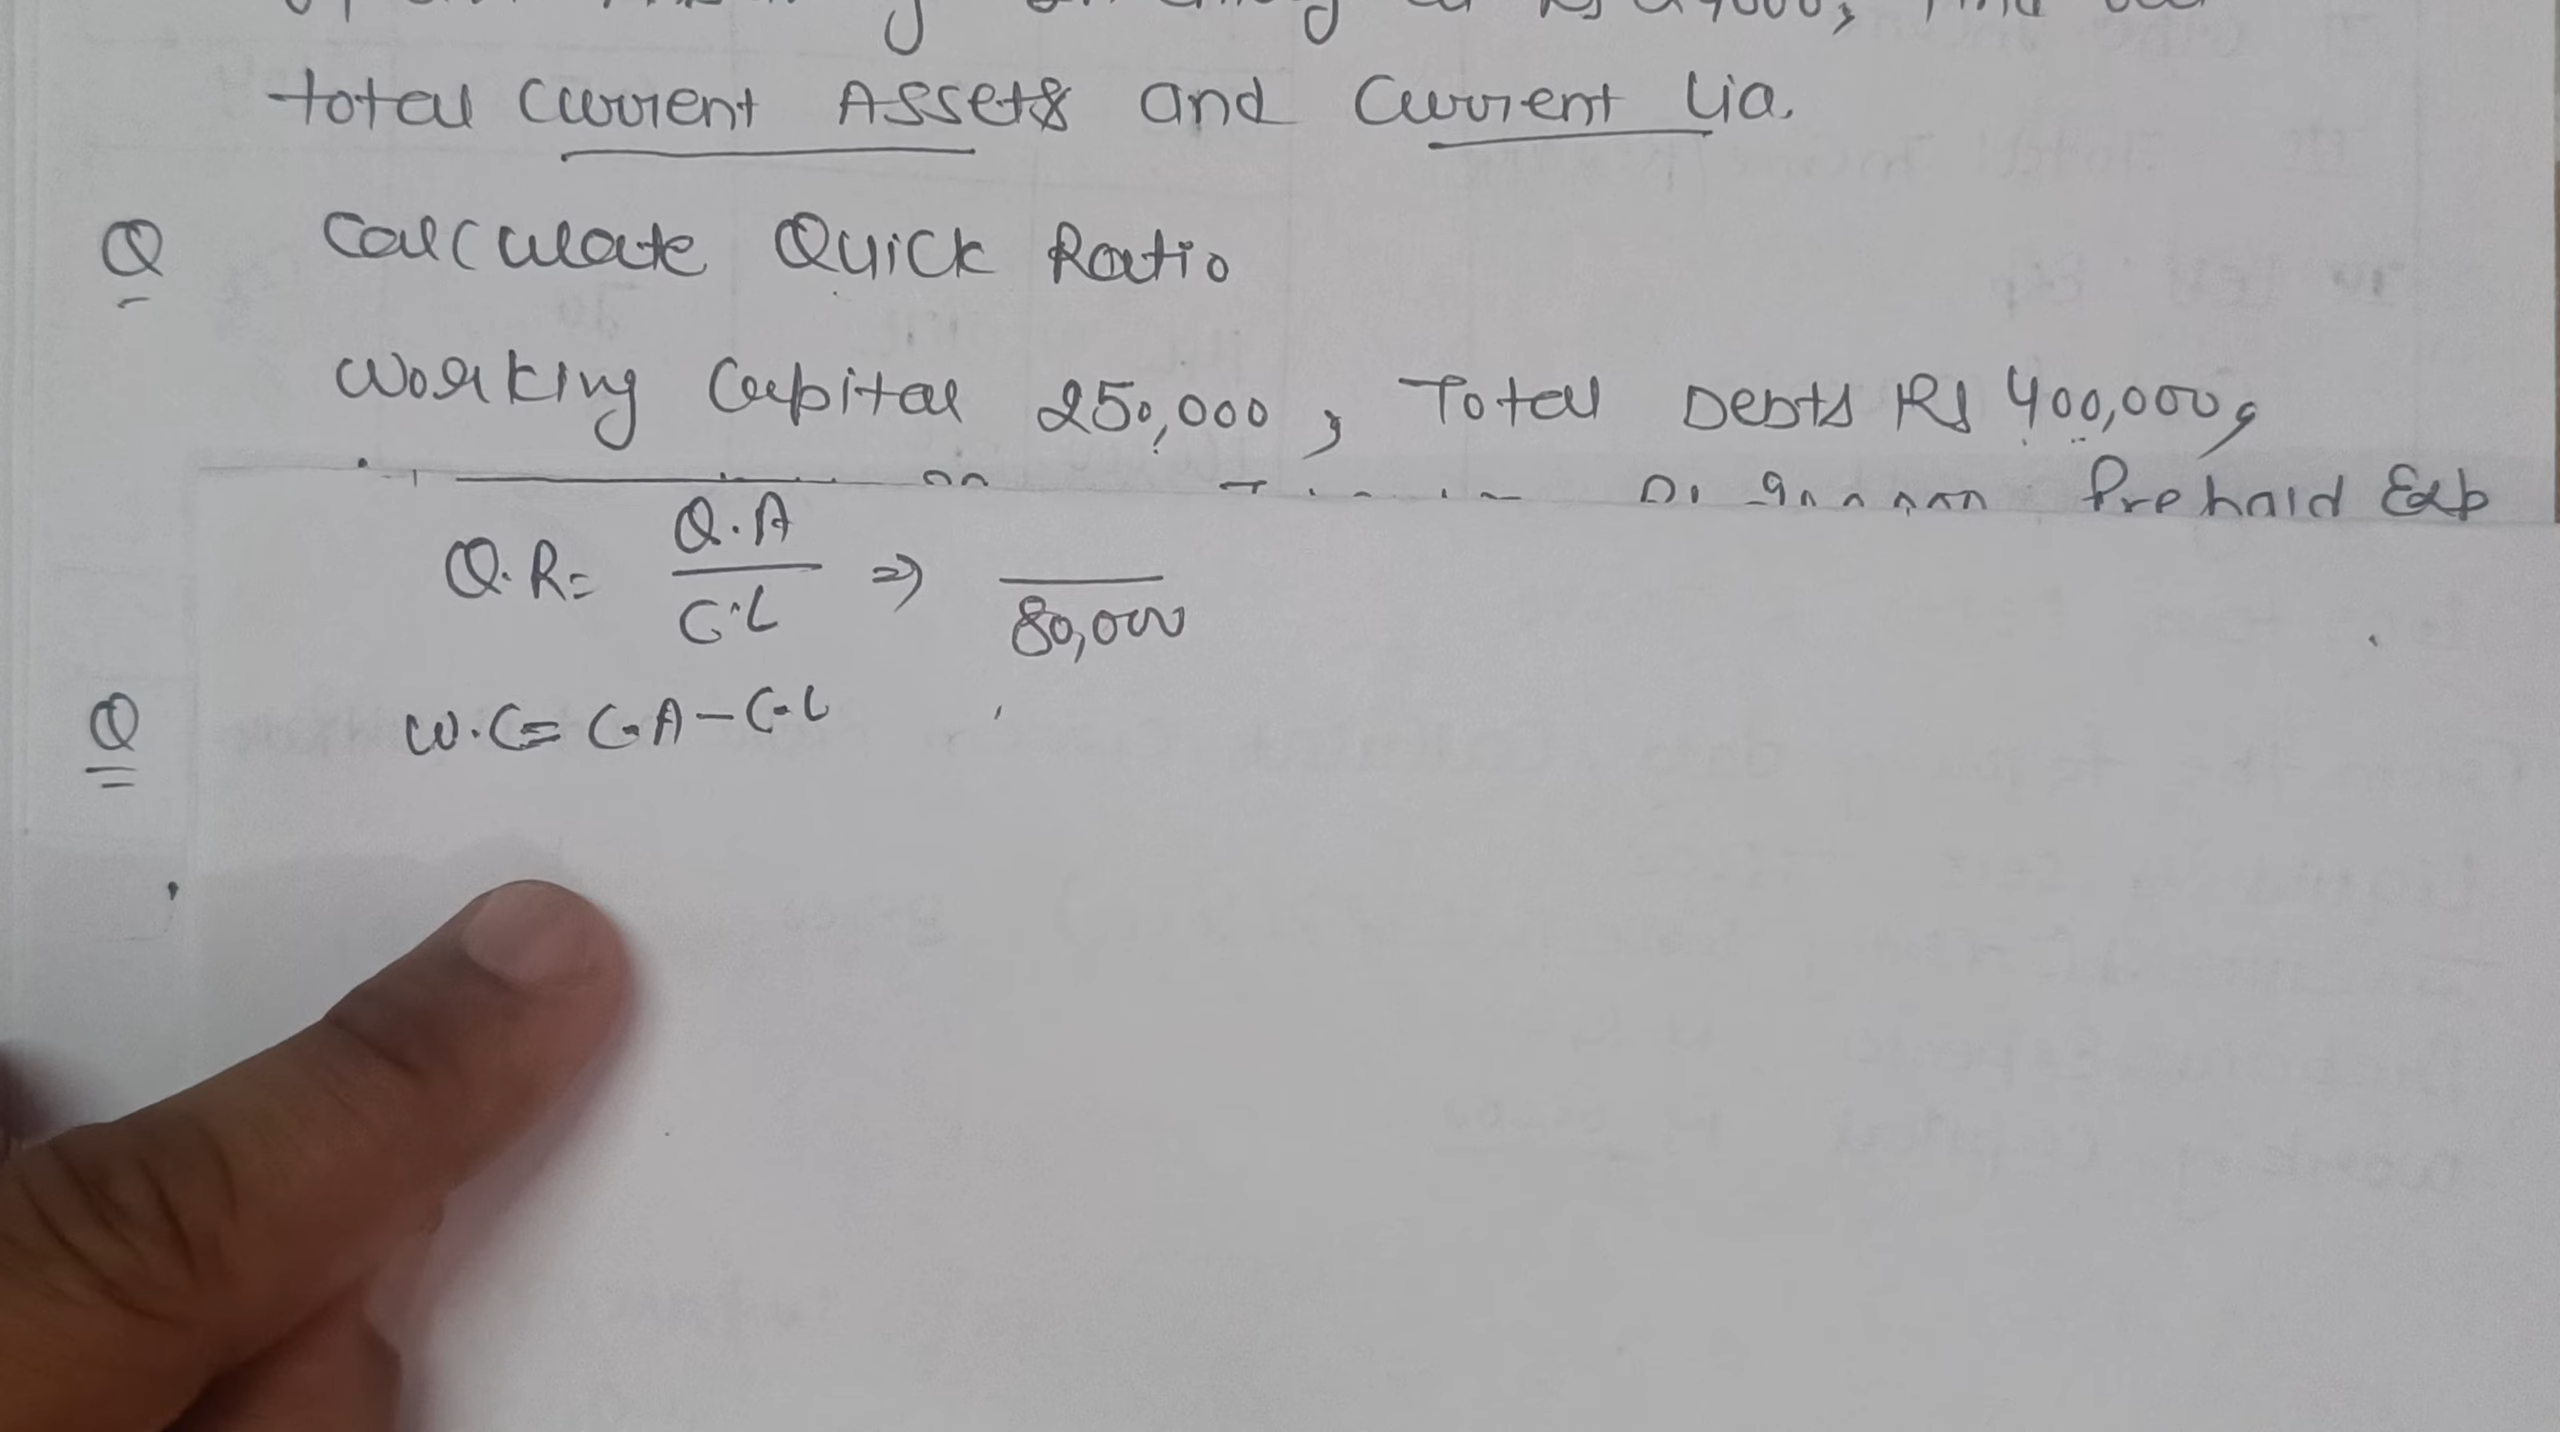 total Current Assets and Current Lia.
Q Calculate Quick Ratio
Working Capital 250,000, Total Debts Rs 400,000,
Prepaid Exp
Q.R = Q.A / C.L ⇒ / 80,000
Q W.C = C.A - C.L